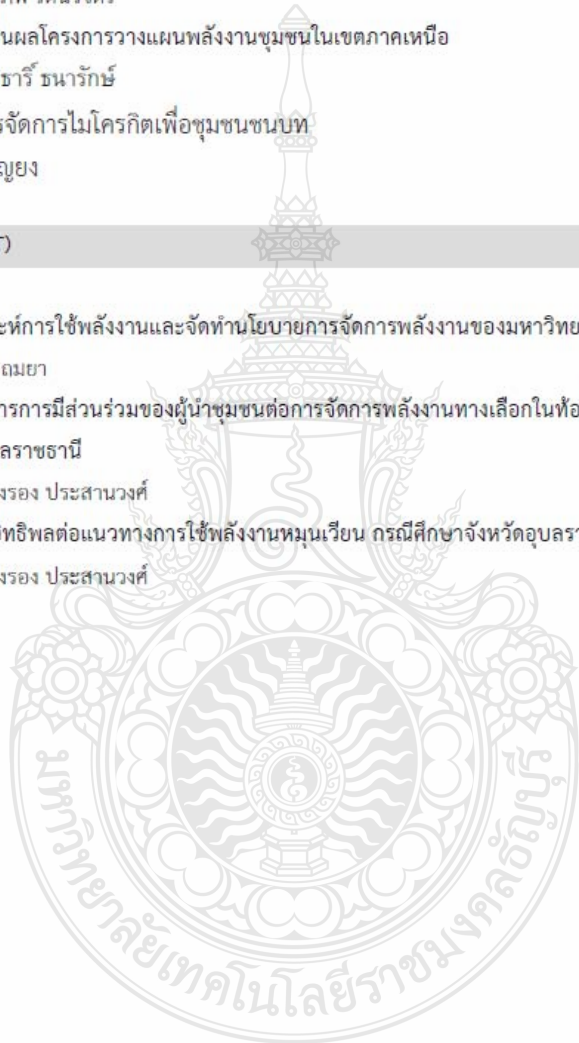 นผลโครงการวางแผนพลังงานชุมชนในเขตภาคเหนือ
ธารี์ ธนารักษ์
จัดการไมโครกิตเพื่อชุมชนชนบท
ญยง
T)
ะห์การใช้พลังงานและจัดทำนโยบายการจัดการพลังงานของมหาวิทย
ถมยา
ารการมีส่วนร่วมของผู้นำชุมชนต่อการจัดการพลังงานทางเลือกในท้อ
ลราชธานี
งรอง ประสานวงศ์
ิทธิพลต่อแนวทางการใช้พลังงานหมุนเวียน กรณีศึกษาจังหวัดอุบลรา
งรอง ประสานวงศ์
มหาวิทยาลัยเทคโนโลยีราชมงคลธัญบุรี